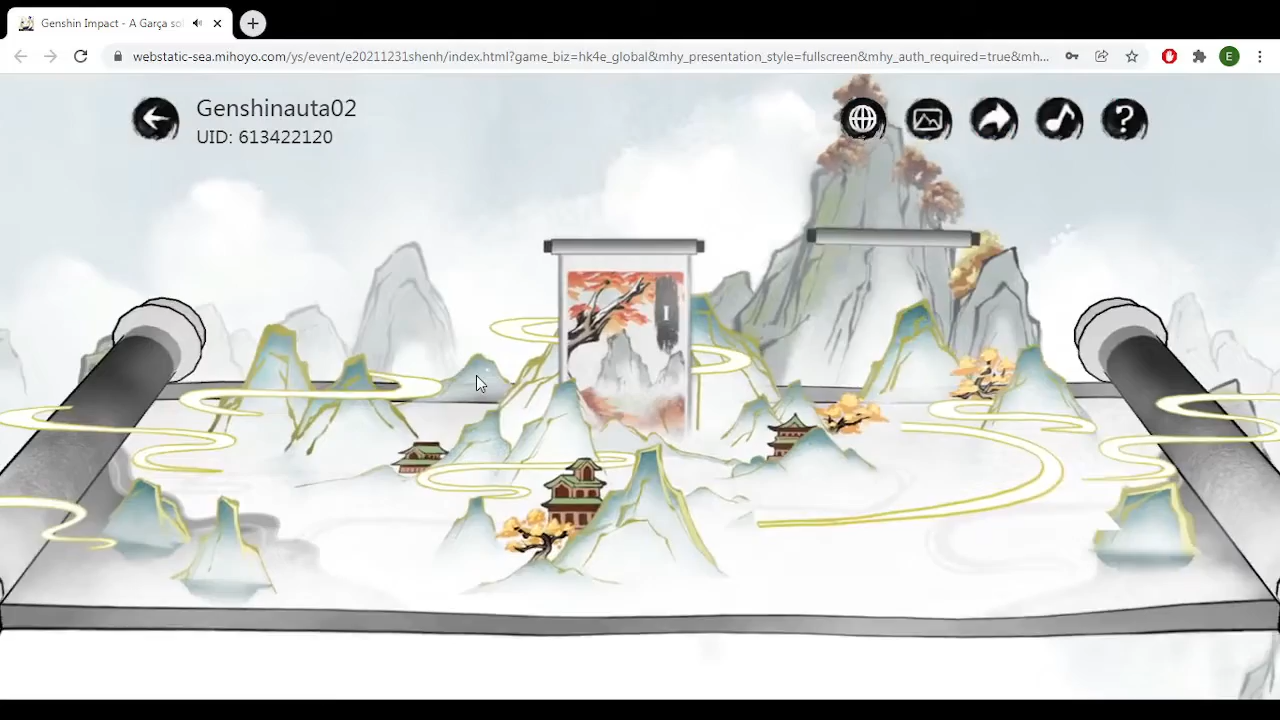 Genshin Impact - A Garça so
webstatic-sea.mihoyo.com/ys/event/e20211231shenh/index.html?game_biz=hk4e_global&mhy_presentation_style=fullscreen&mhy_auth_required=true&mh...
E
Genshinauta02
UID: 613422120
?
I